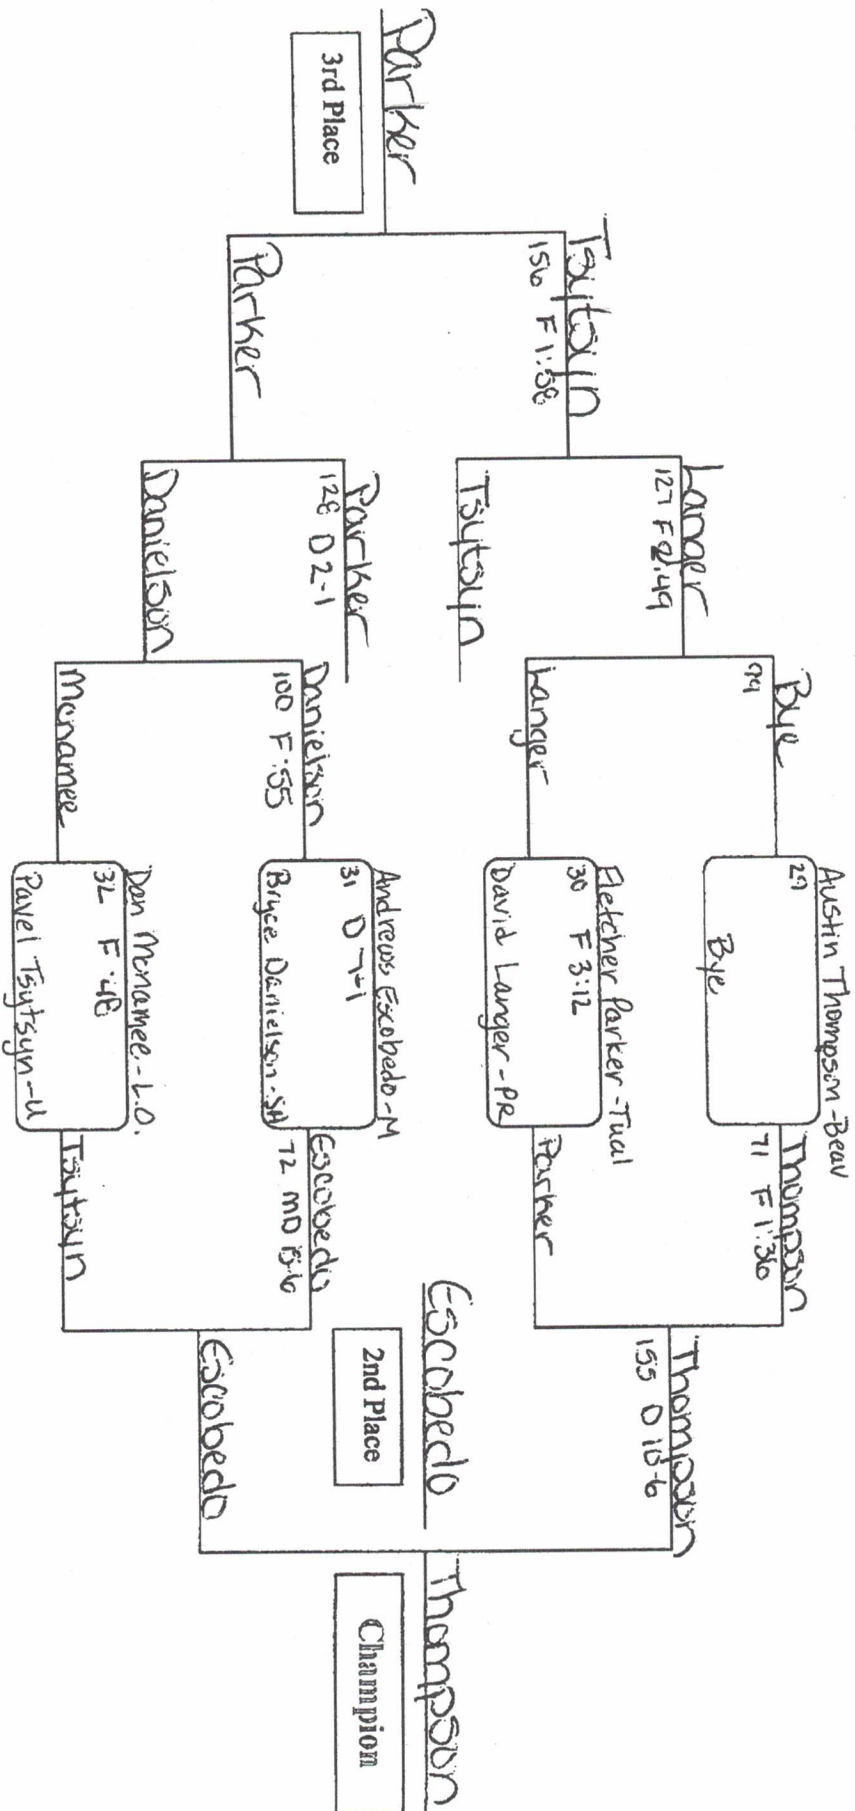 Austin Thompson-Beav
29
Bye
Fletcher Parker-Tual
30 F 3:12
David Langer-PR
Andrews Escobedo-M
31 D 7-1
Bryce Danielson-SH
Dan Mcnamee-L.O.
32 F :48
Pavel Tsytsyn-U
Thompson
71 F 1:36
Parker
Escobedo
72 MD 15-6
Tsytsyn
Thompson
155 D 10-6
Escobedo
Thompson
Champion
Escobedo
2nd Place
Bye
99
Langer
Danielson
100 F :55
Mcnamee
Langer
127 F 2:49
Tsytsyn
Parker
128 D 2-1
Danielson
Tsytsyn
156 F 1:58
Parker
Parker
3rd Place